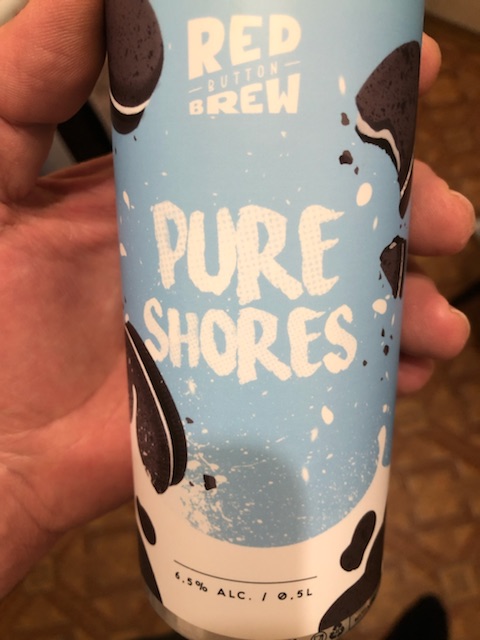 RED
BUTTON
BREW
PURE
SHORES
6.5% ALC. / 0.5L